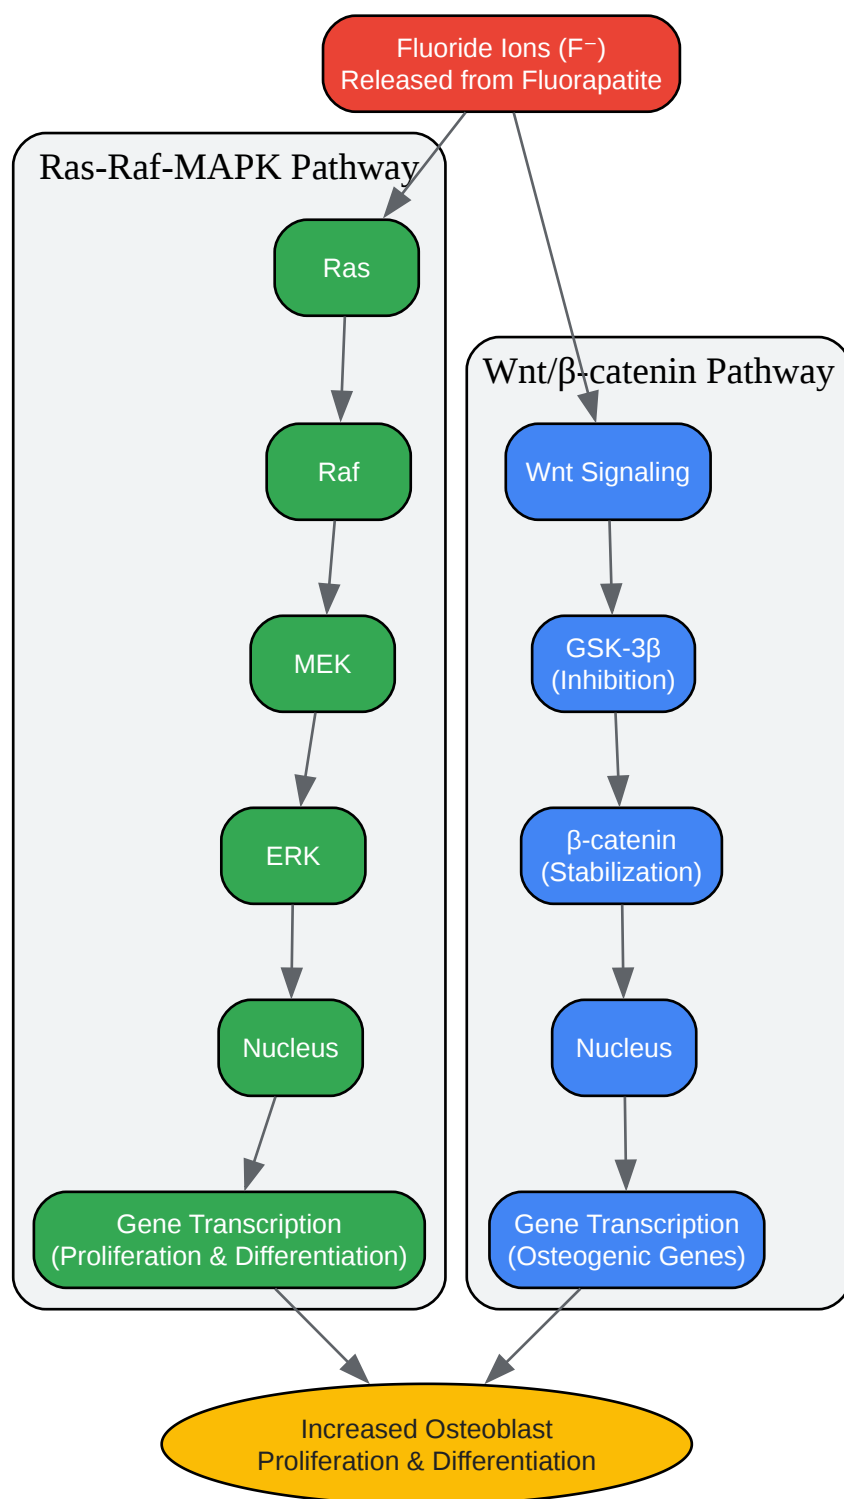 Fluoride Ions (F⁻)
Released from Fluorapatite
Ras-Raf-MAPK Pathway
Ras
Raf
MEK
ERK
Nucleus
Gene Transcription
(Proliferation & Differentiation)
Wnt/β-catenin Pathway
Wnt Signaling
GSK-3β
(Inhibition)
β-catenin
(Stabilization)
Nucleus
Gene Transcription
(Osteogenic Genes)
Increased Osteoblast
Proliferation & Differentiation